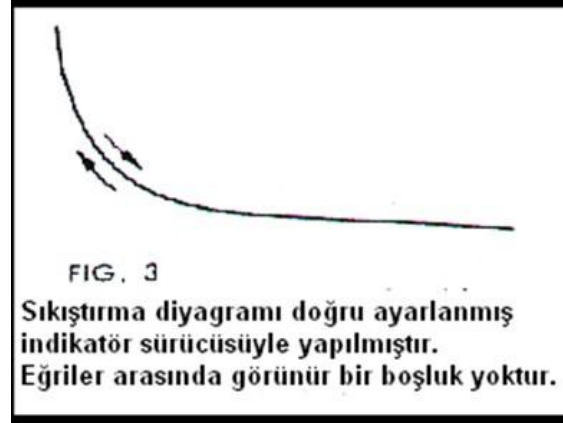 FIG. 3
Sıkıştırma diyagramı doğru ayarlanmış
indikatör sürücüsüyle yapılmıştır.
Eğriler arasında görünür bir boşluk yoktur.